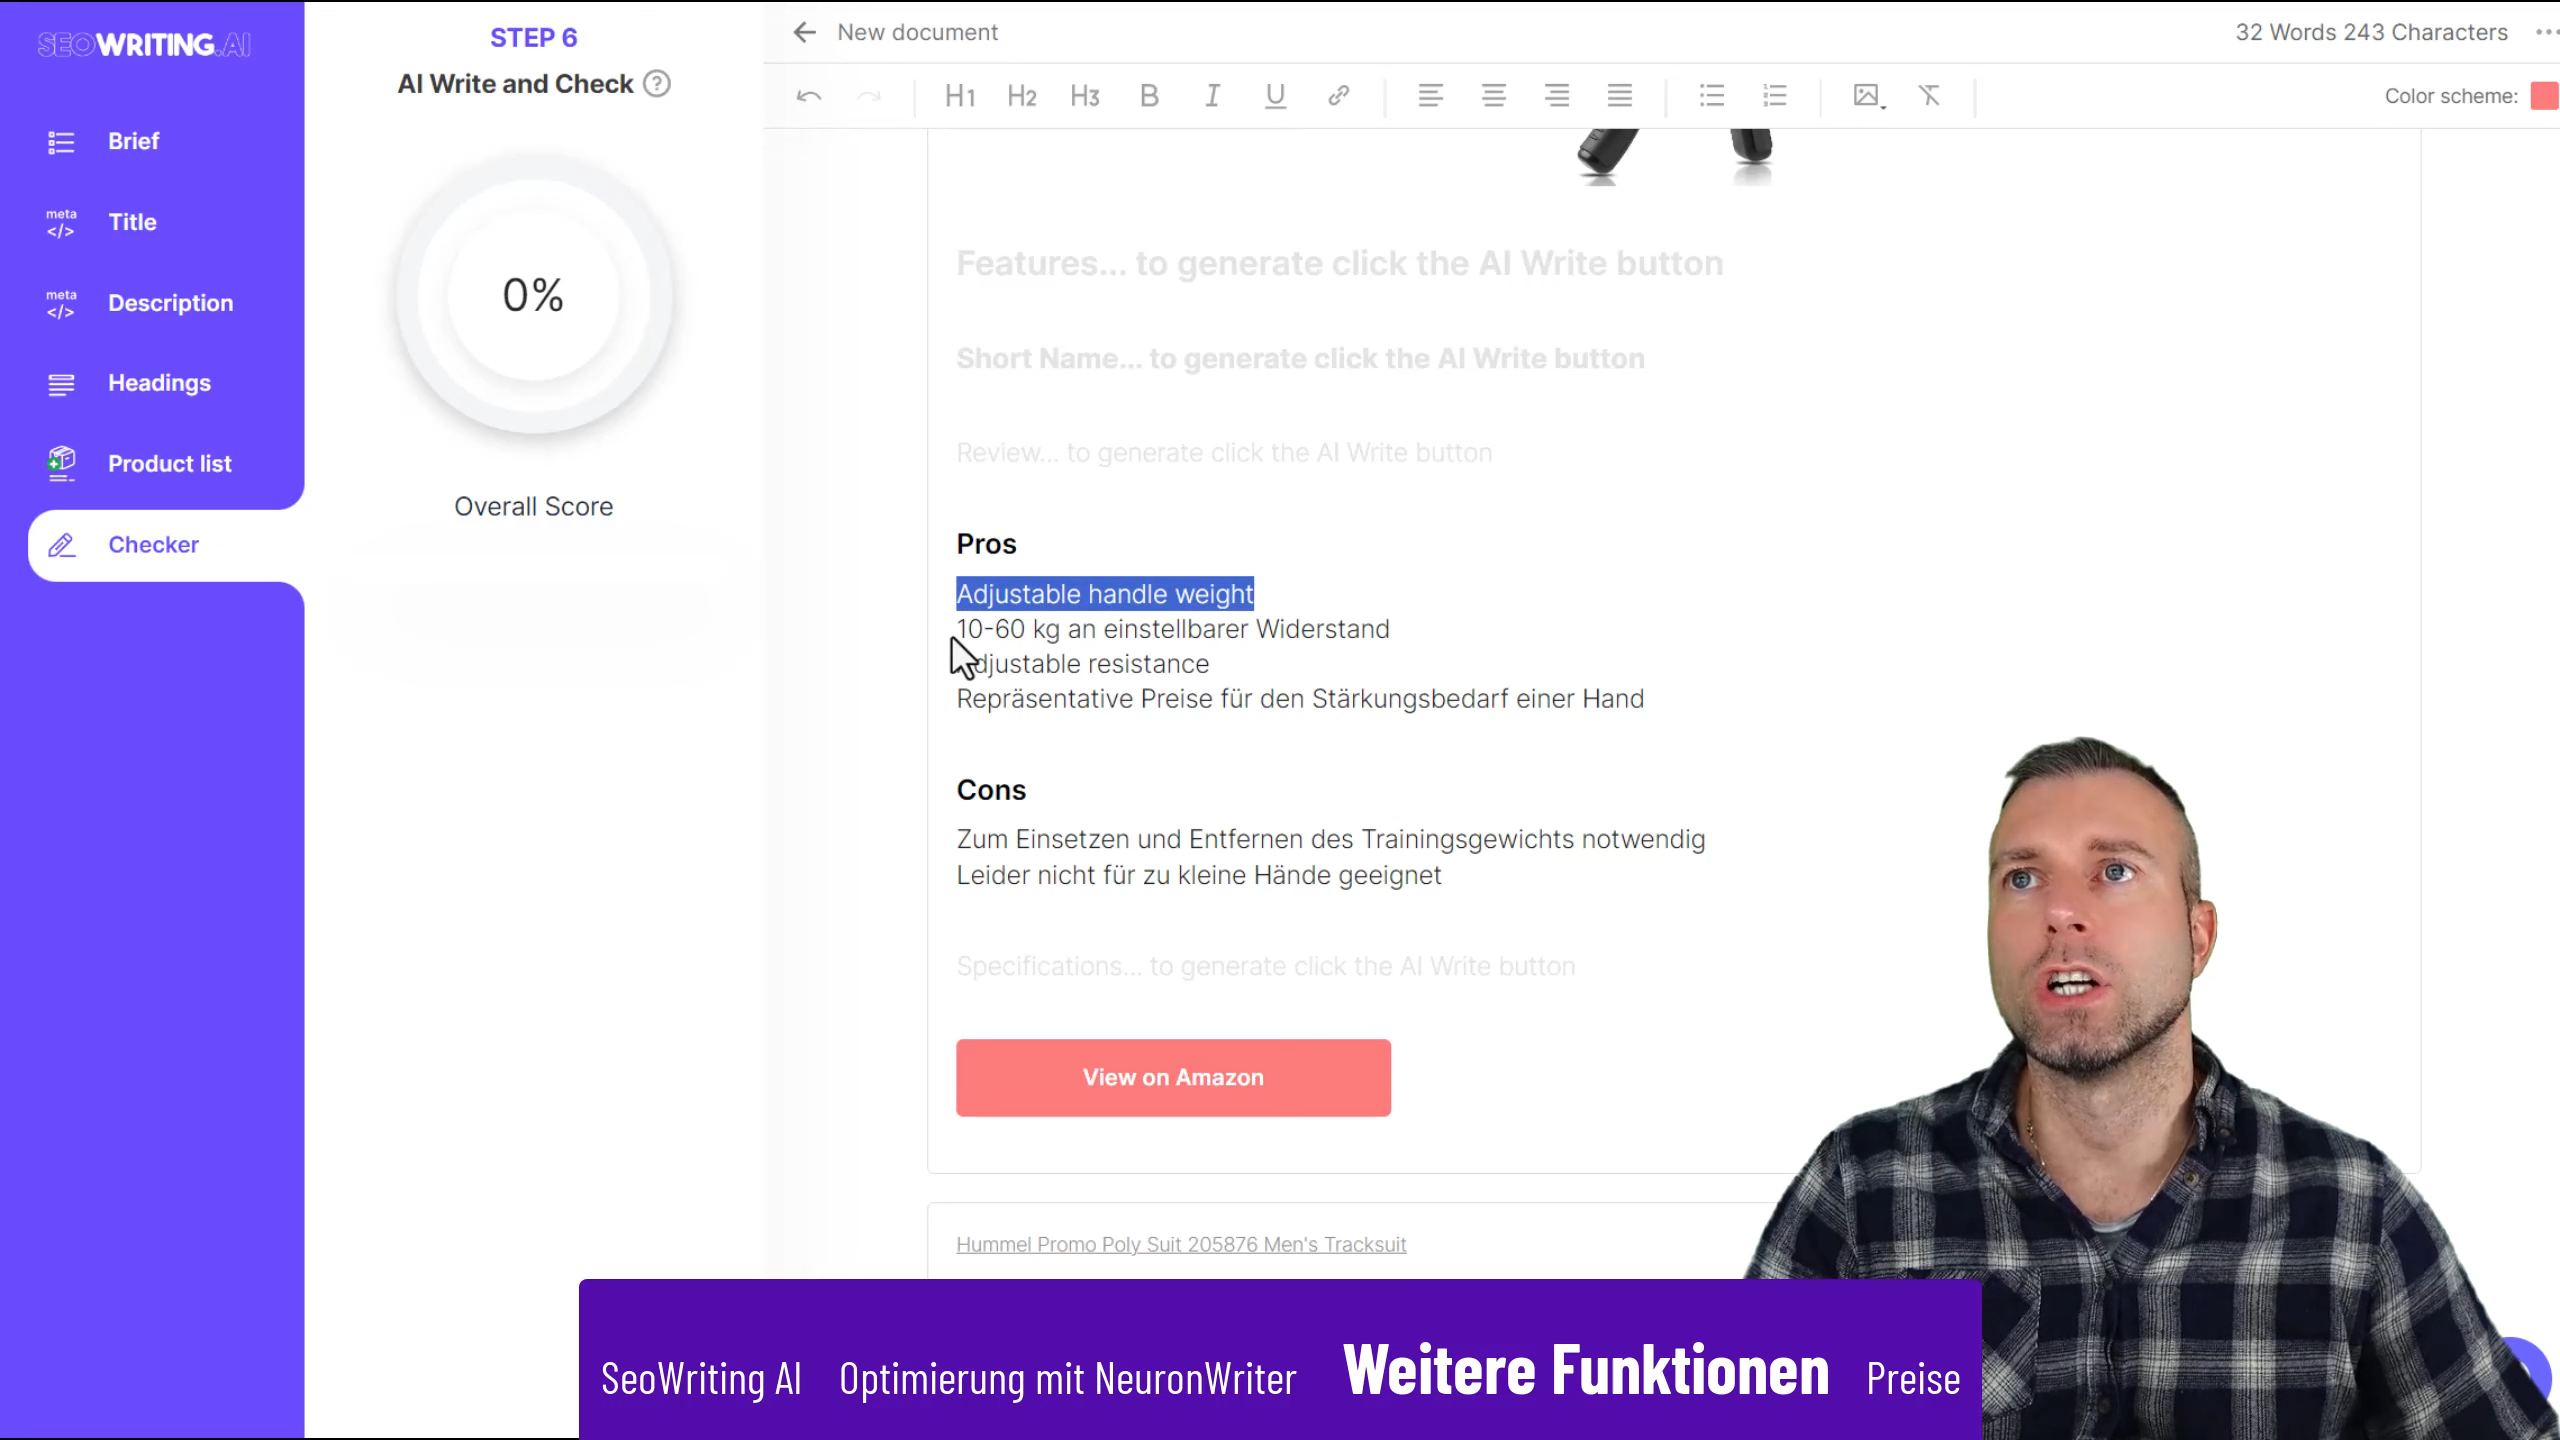 SEOWRITING.AI
Brief
meta
</>
Title
meta
</>
Description
Headings
Product list
Checker
STEP 6
AI Write and Check ?
0%
Overall Score
New document
32 Words 243 Characters
H1 H2 H3 B I U
Color scheme:
Features... to generate click the AI Write button
Short Name... to generate click the AI Write button
Review... to generate click the AI Write button
Pros
Adjustable handle weight
10-60 kg an einstellbarer Widerstand
djustable resistance
Repräsentative Preise für den Stärkungsbedarf einer Hand
Cons
Zum Einsetzen und Entfernen des Trainingsgewichts notwendig
Leider nicht für zu kleine Hände geeignet
Specifications... to generate click the AI Write button
View on Amazon
Hummel Promo Poly Suit 205876 Men's Tracksuit
SeoWriting AI Optimierung mit NeuronWriter Weitere Funktionen Preise